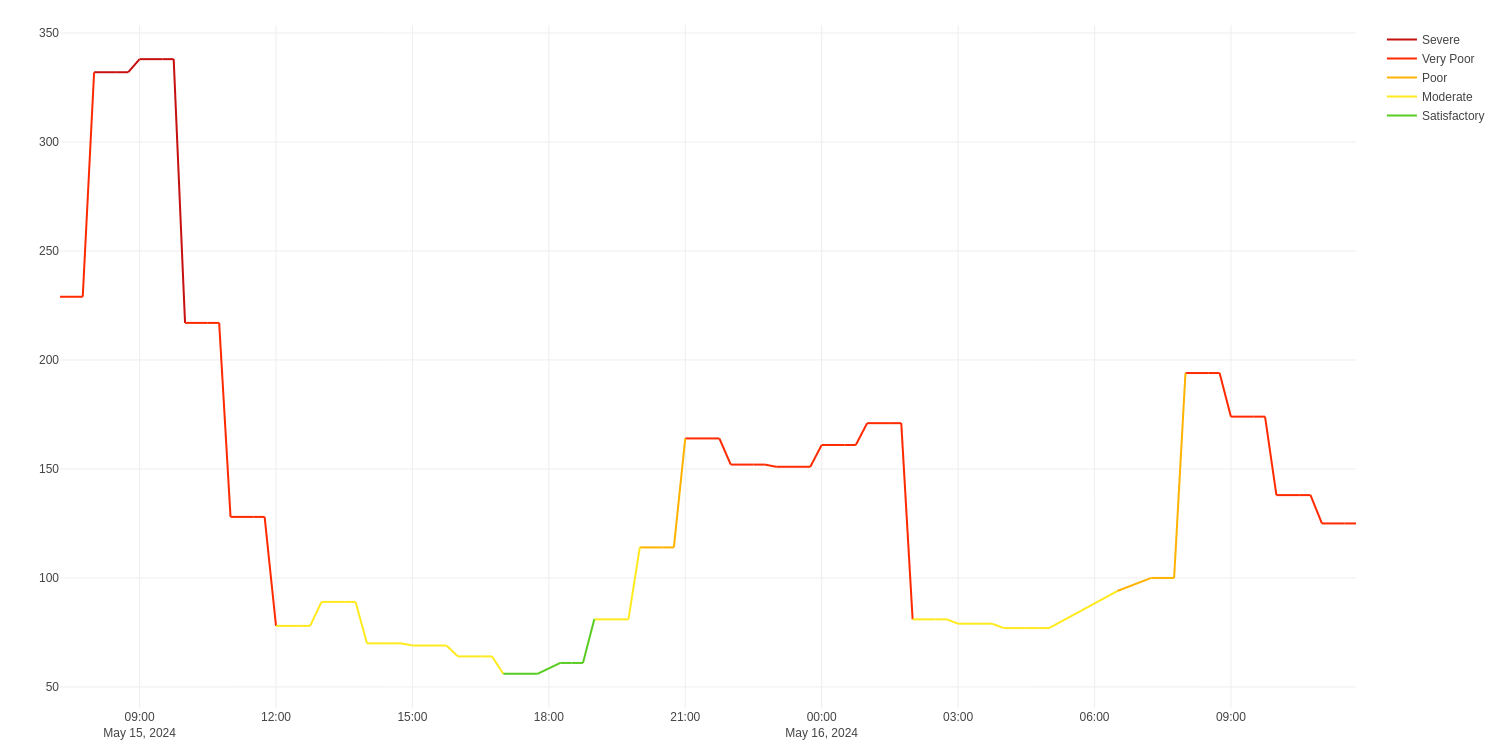 350
300
250
200
150
100
50
09:00
May 15, 2024
12:00
15:00
18:00
21:00
00:00
May 16, 2024
03:00
06:00
09:00
Severe
Very Poor
Poor
Moderate
Satisfactory